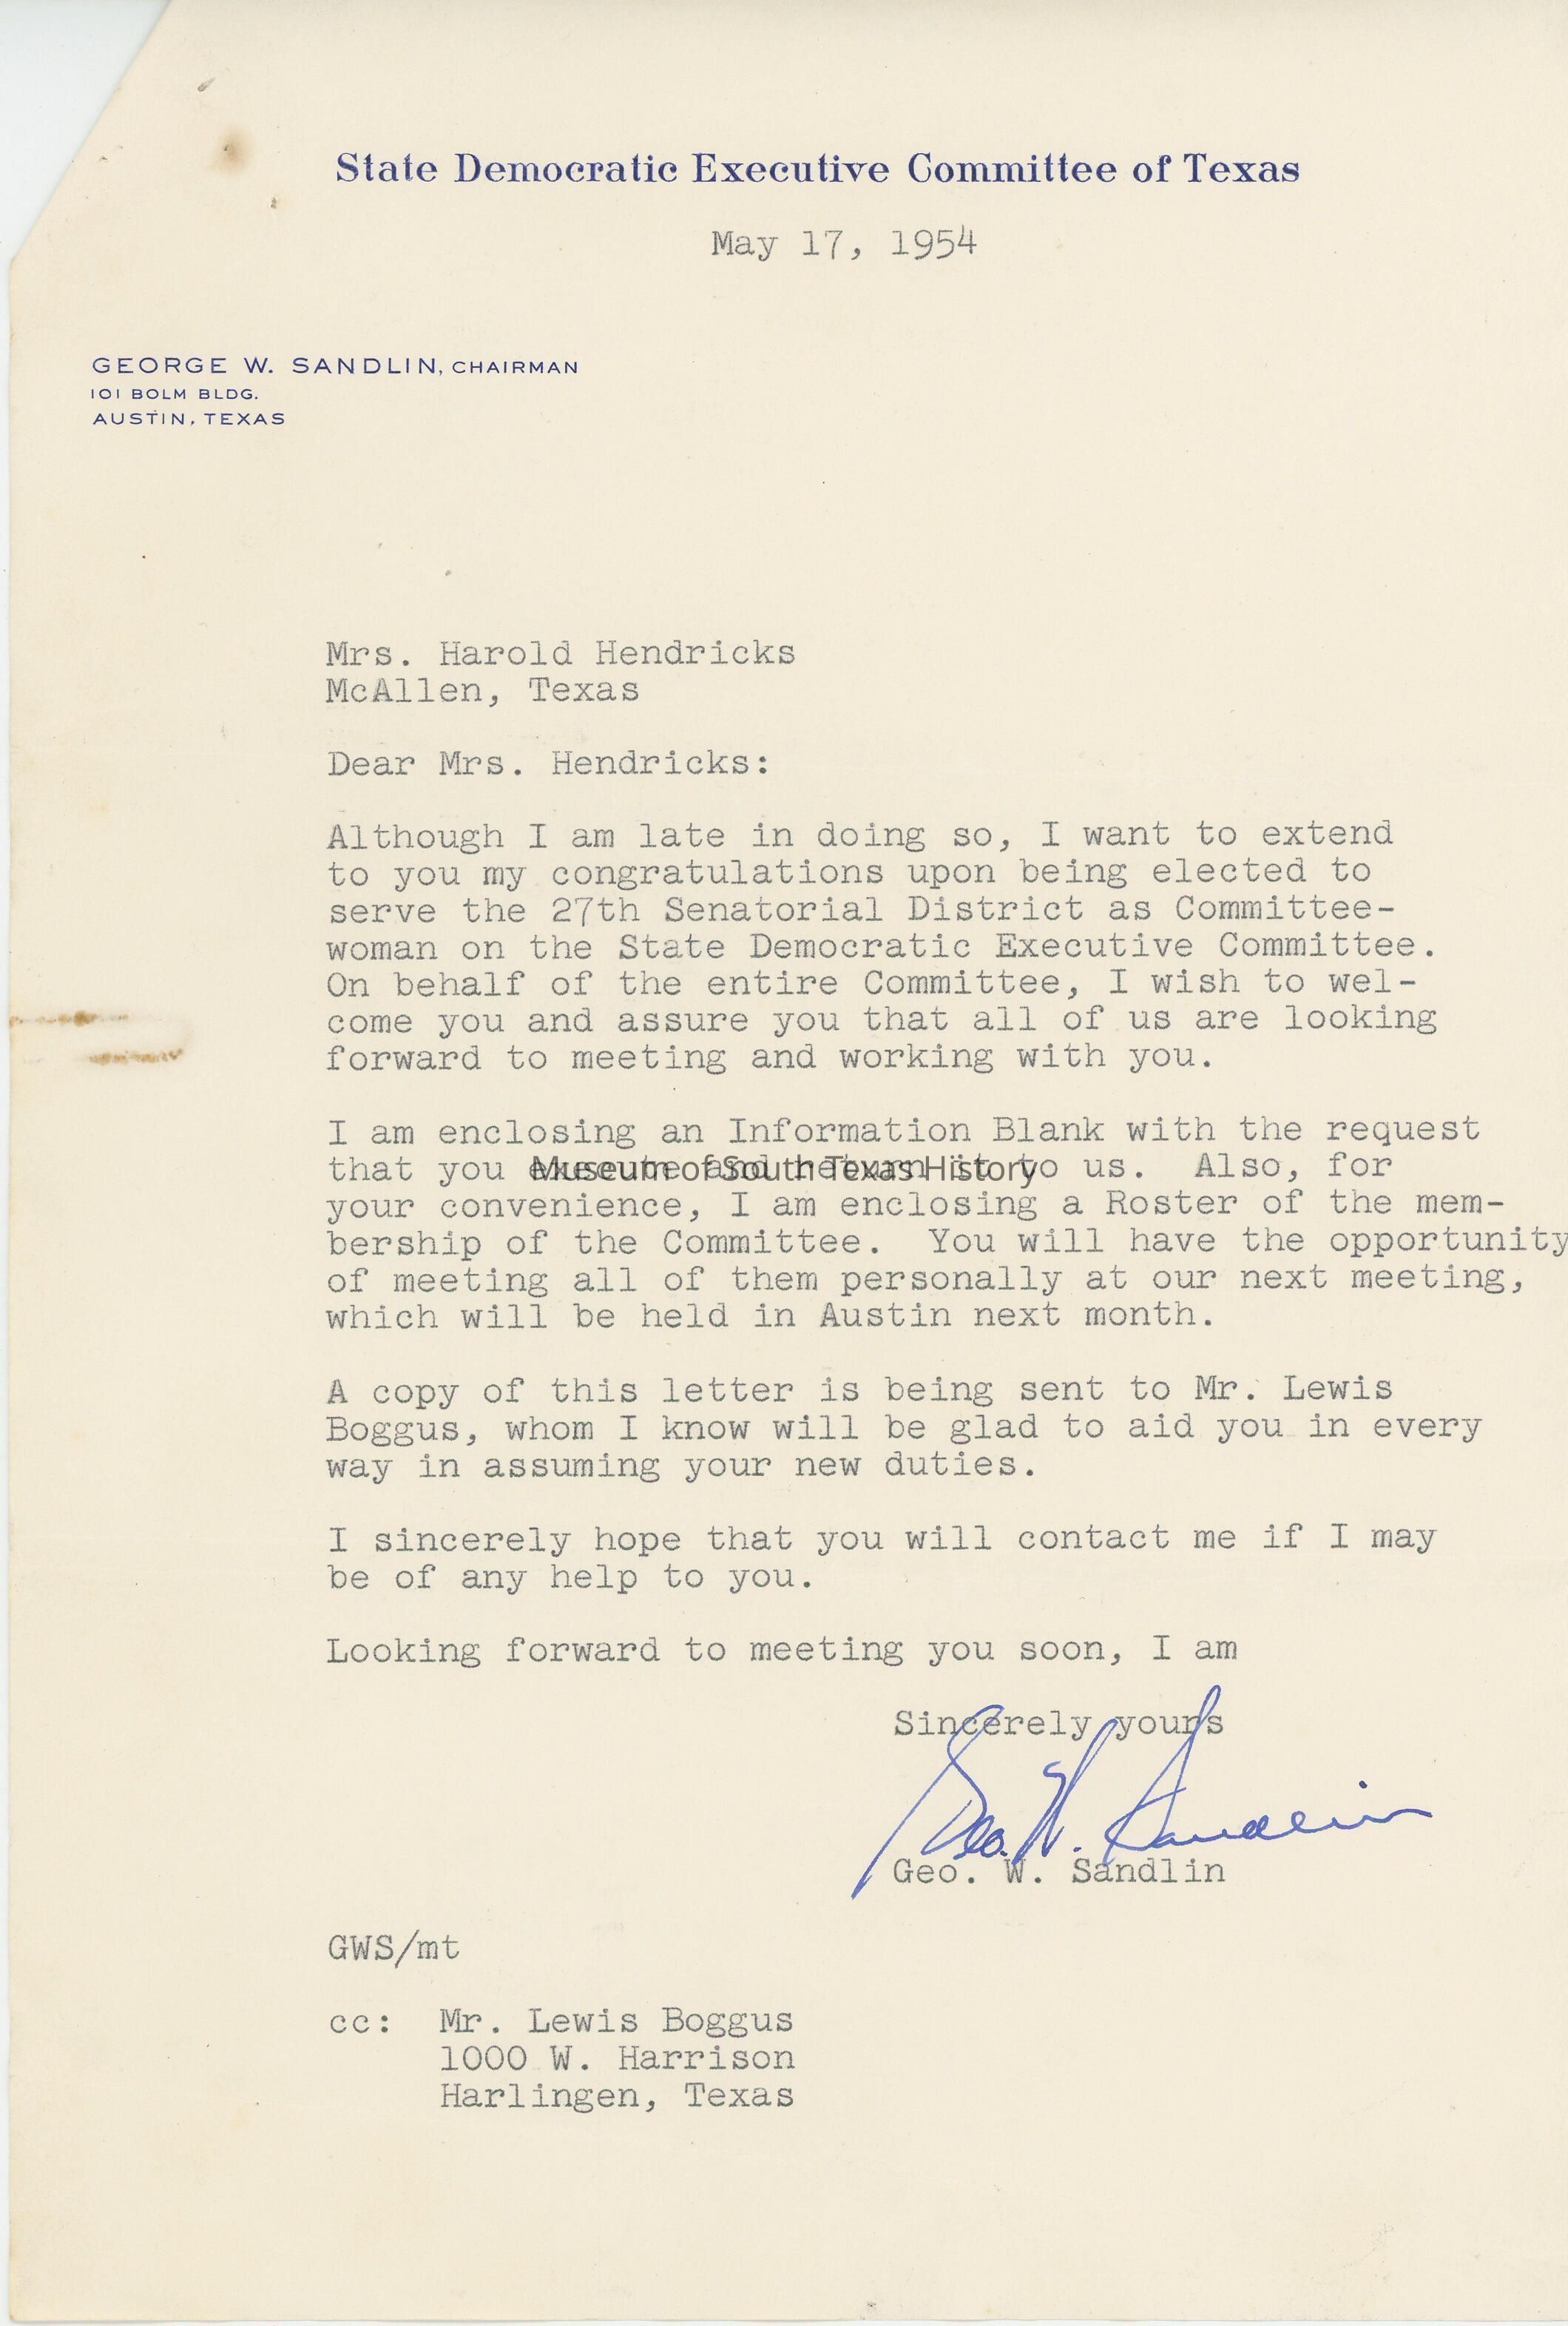 State Democratic Executive Committee of Texas
May 17, 1954
GEORGE W. SANDLIN, CHAIRMAN
101 BOLM BLDG.
AUSTIN, TEXAS
Mrs. Harold Hendricks
McAllen, Texas
Dear Mrs. Hendricks:
Although I am late in doing so, I want to extend
to you my congratulations upon being elected to
serve the 27th Senatorial District as Committee-
woman on the State Democratic Executive Committee.
On behalf of the entire Committee, I wish to wel-
come you and assure you that all of us are looking
forward to meeting and working with you.
I am enclosing an Information Blank with the request
that you execute and return it to us.  Also, for
Museum of South Texas History
your convenience, I am enclosing a Roster of the mem-
bership of the Committee.  You will have the opportunity
of meeting all of them personally at our next meeting,
which will be held in Austin next month.
A copy of this letter is being sent to Mr. Lewis
Boggus, whom I know will be glad to aid you in every
way in assuming your new duties.
I sincerely hope that you will contact me if I may
be of any help to you.
Looking forward to meeting you soon, I am
Sincerely yours
Geo. W. Sandlin
Geo. W. Sandlin
GWS/mt
cc:  Mr. Lewis Boggus
1000 W. Harrison
Harlingen, Texas